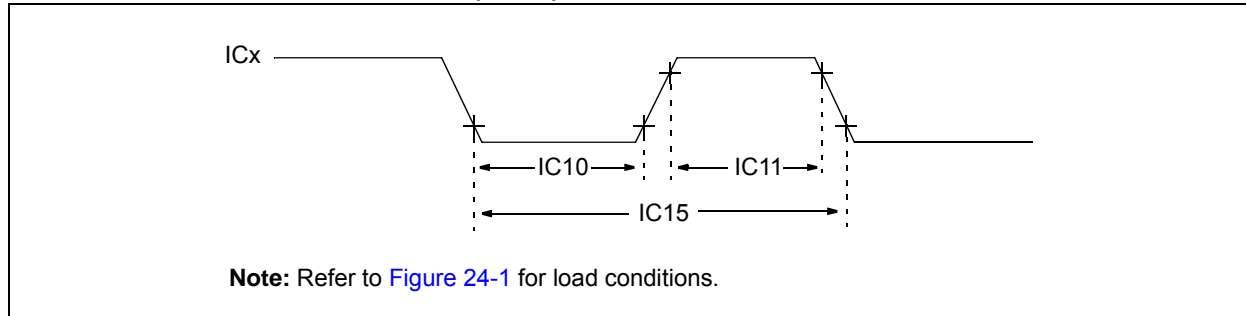 ICx
IC10
IC11
IC15
Note: Refer to Figure 24-1 for load conditions.